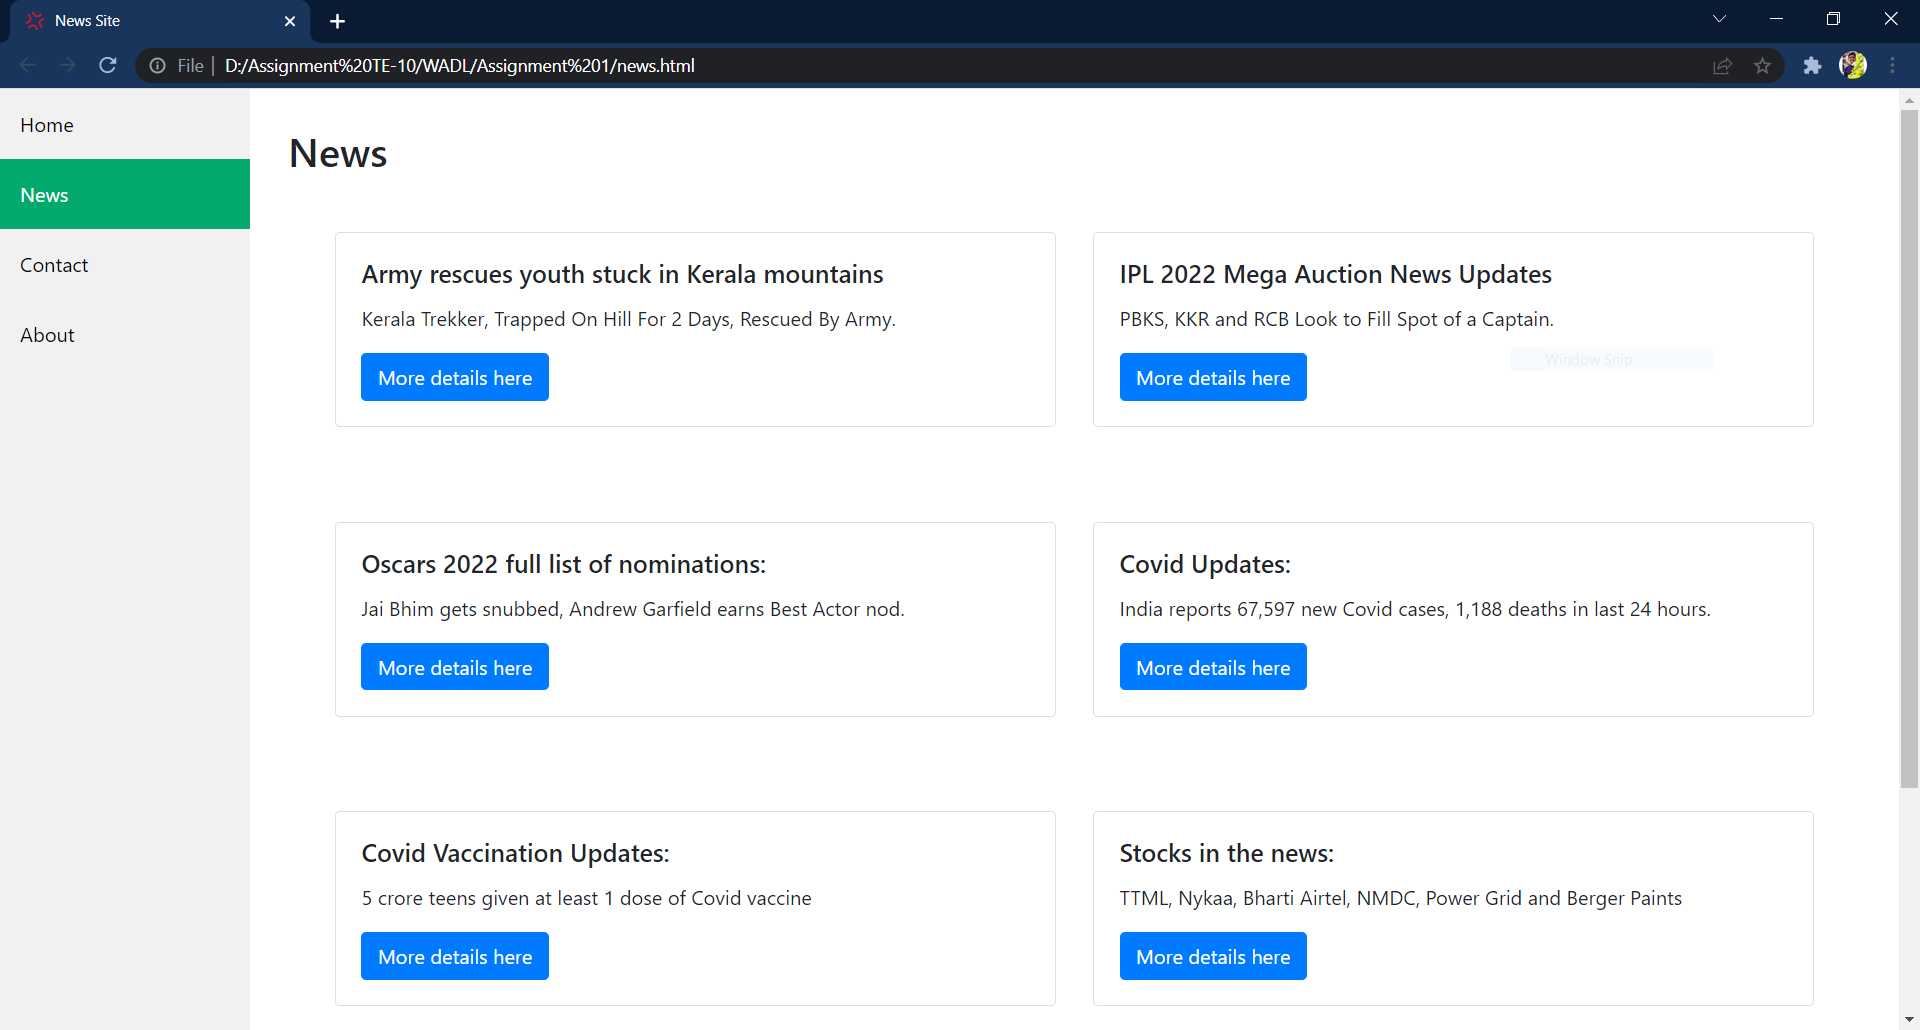 News Site
File
D:/Assignment%20TE-10/WADL/Assignment%201/news.html
Home
News
Contact
About
News
Army rescues youth stuck in Kerala mountains
Kerala Trekker, Trapped On Hill For 2 Days, Rescued By Army.
More details here
IPL 2022 Mega Auction News Updates
PBKS, KKR and RCB Look to Fill Spot of a Captain.
Window Snip
More details here
Oscars 2022 full list of nominations:
Jai Bhim gets snubbed, Andrew Garfield earns Best Actor nod.
More details here
Covid Updates:
India reports 67,597 new Covid cases, 1,188 deaths in last 24 hours.
More details here
Covid Vaccination Updates:
5 crore teens given at least 1 dose of Covid vaccine
More details here
Stocks in the news:
TTML, Nykaa, Bharti Airtel, NMDC, Power Grid and Berger Paints
More details here